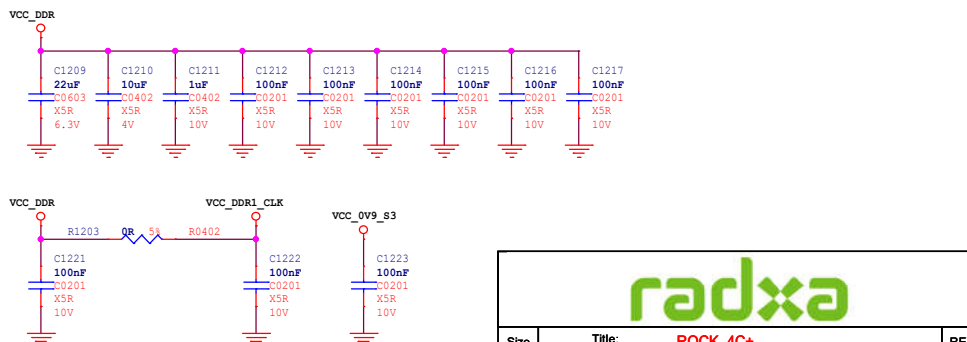 VCC_DDR
C1209 C1210 C1211 C1212 C1213 C1214 C1215 C1216 C1217
22uF 10uF 1uF 100nF 100nF 100nF 100nF 100nF 100nF
C0603 C0402 C0402 C0201 C0201 C0201 C0201 C0201 C0201
X5R X5R X5R X5R X5R X5R X5R X5R X5R
6.3V 4V 10V 10V 10V 10V 10V 10V 10V
VCC_DDR VCC_DDR1_CLK VCC_0V9_S3
R1203 0R 5% R0402
C1221 C1222 C1223
100nF 100nF 100nF
C0201 C0201 C0201
X5R X5R X5R
10V 10V 10V
radxa
Size Title: ROCK 4C+